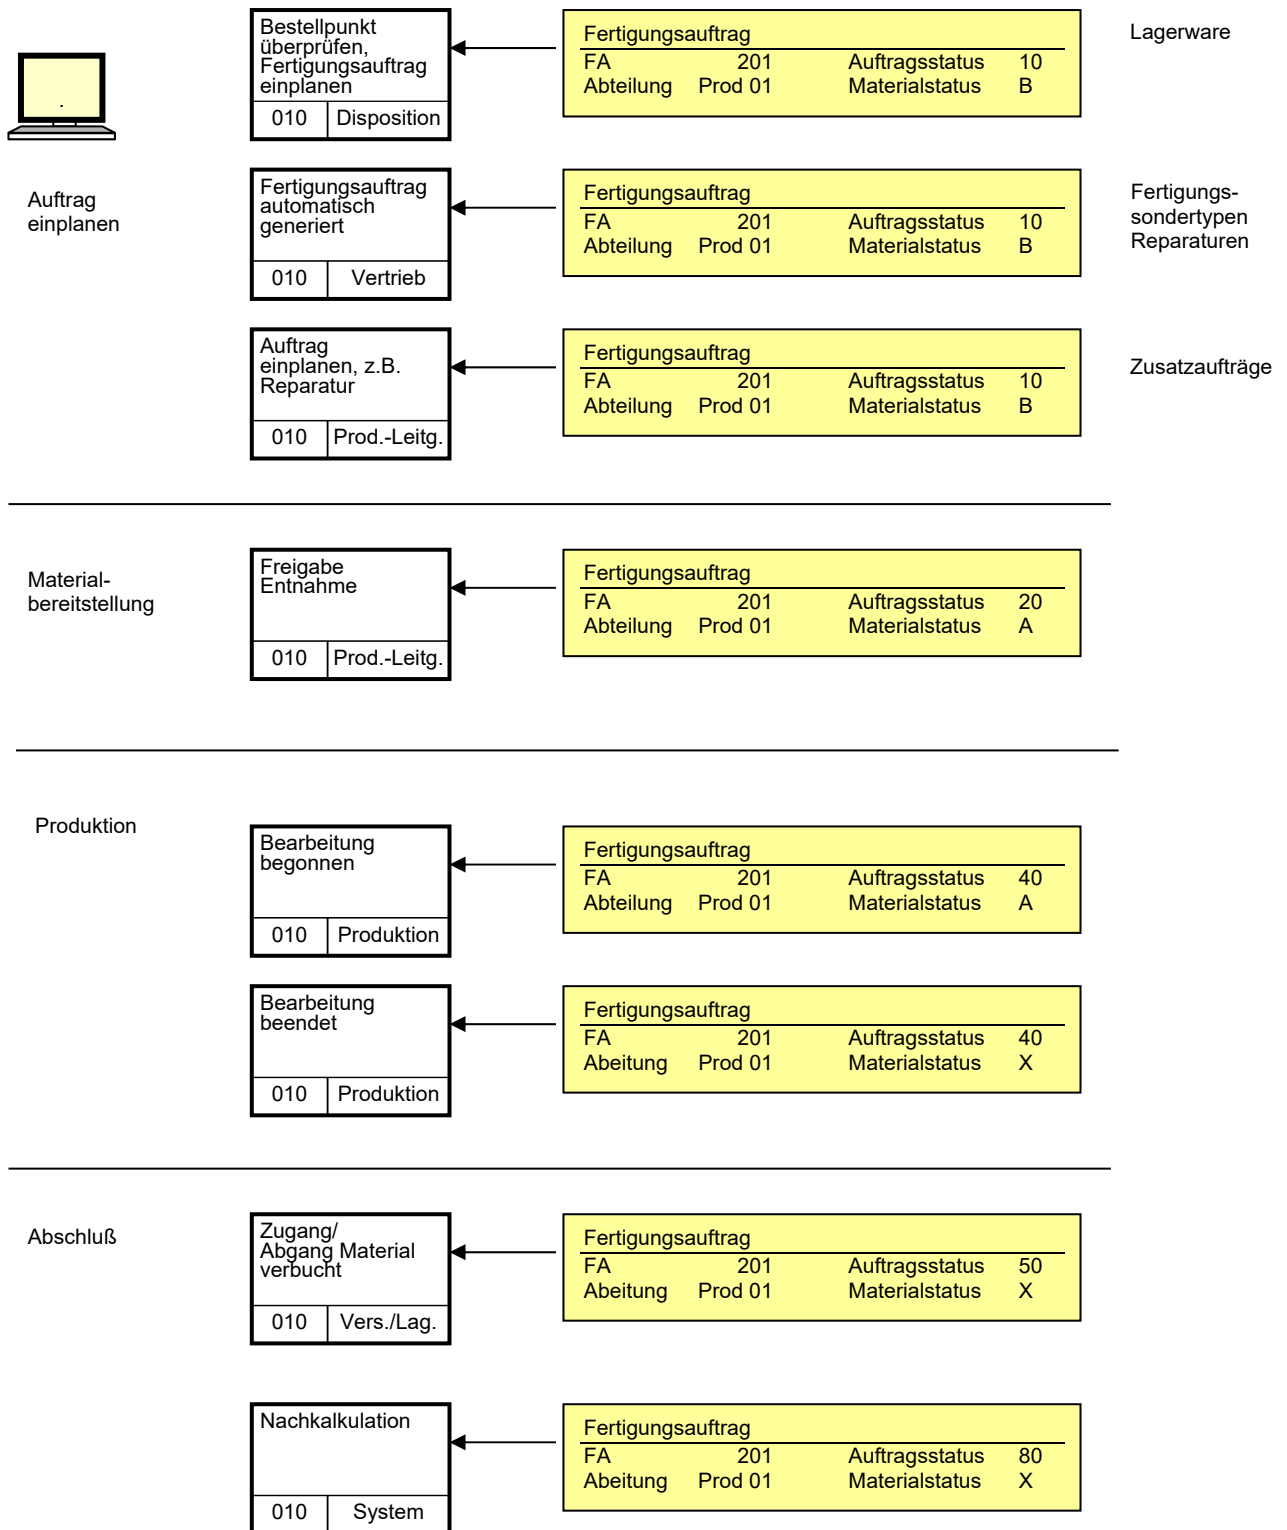 Bestellpunkt
überprüfen,
Fertigungsauftrag
einplanen
010 Disposition
Fertigungsauftrag
FA 201 Auftragsstatus 10
Abteilung Prod 01 Materialstatus B
Lagerware
.
Auftrag
einplanen
Fertigungsauftrag
automatisch
generiert
010 Vertrieb
Fertigungsauftrag
FA 201 Auftragsstatus 10
Abteilung Prod 01 Materialstatus B
Fertigungs-
sondertypen
Reparaturen
Auftrag
einplanen, z.B.
Reparatur
010 Prod.-Leitg.
Fertigungsauftrag
FA 201 Auftragsstatus 10
Abteilung Prod 01 Materialstatus B
Zusatzaufträge
Material-
bereitstellung
Freigabe
Entnahme
010 Prod.-Leitg.
Fertigungsauftrag
FA 201 Auftragsstatus 20
Abteilung Prod 01 Materialstatus A
Produktion
Bearbeitung
begonnen
010 Produktion
Fertigungsauftrag
FA 201 Auftragsstatus 40
Abteilung Prod 01 Materialstatus A
Bearbeitung
beendet
010 Produktion
Fertigungsauftrag
FA 201 Auftragsstatus 40
Abeitung Prod 01 Materialstatus X
Abschluß
Zugang/
Abgang Material
verbucht
010 Vers./Lag.
Fertigungsauftrag
FA 201 Auftragsstatus 50
Abeitung Prod 01 Materialstatus X
Nachkalkulation
010 System
Fertigungsauftrag
FA 201 Auftragsstatus 80
Abeitung Prod 01 Materialstatus X